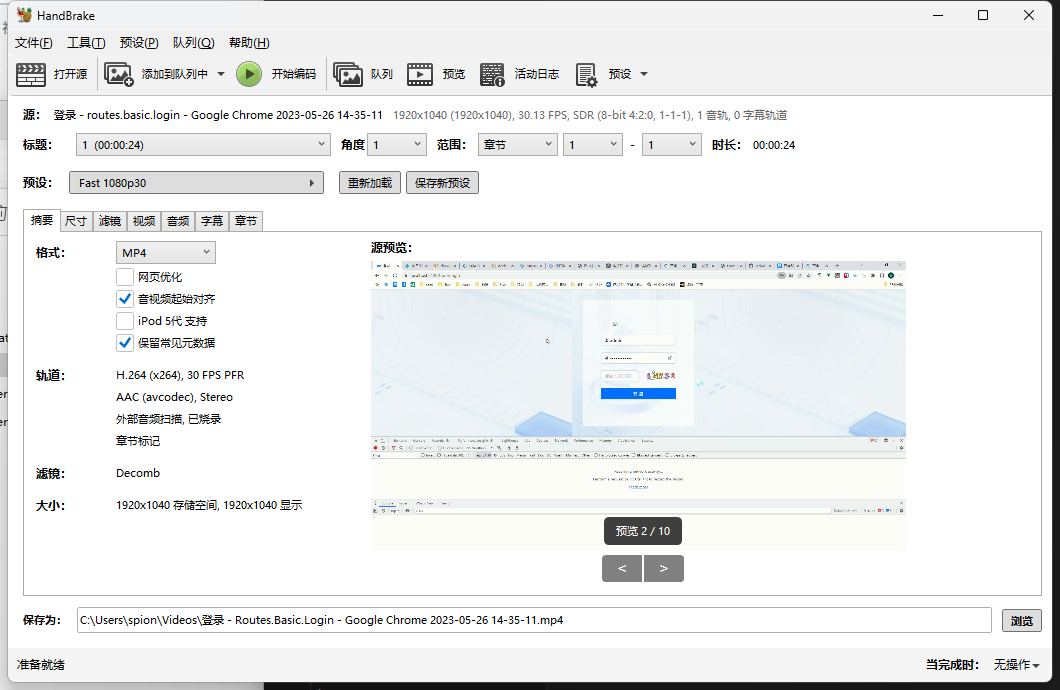 HandBrake
文件(F) 工具(T) 预设(P) 队列(Q) 帮助(H)
打开源 添加到队列中 开始编码 队列 预览 活动日志 预设
源: 登录 - routes.basic.login - Google Chrome 2023-05-26 14-35-11 1920x1040 (1920x1040), 30.13 FPS, SDR (8-bit 4:2:0, 1-1-1), 1 音轨, 0 字幕轨道
标题: 1 (00:00:24) 角度 1 范围: 章节 1 - 1 时长: 00:00:24
预设: Fast 1080p30 重新加载 保存新预设
摘要 尺寸 滤镜 视频 音频 字幕 章节
格式: MP4
网页优化
音视频起始对齐
iPod 5代 支持
保留常见元数据
轨道: H.264 (x264), 30 FPS PFR
AAC (avcodec), Stereo
外部音频扫描, 已烧录
章节标记
滤镜: Decomb
大小: 1920x1040 存储空间, 1920x1040 显示
源预览:
预览 2 / 10
< >
保存为: C:\Users\spion\Videos\登录 - Routes.Basic.Login - Google Chrome 2023-05-26 14-35-11.mp4 浏览
准备就绪 当完成时: 无操作